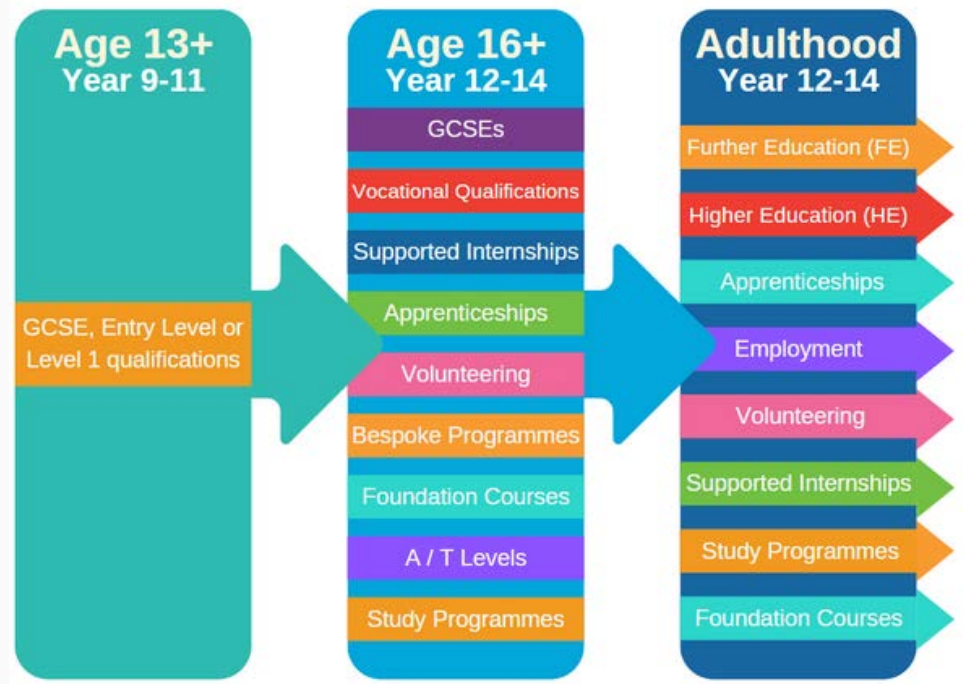 Age 13+
Year 9-11
GCSE, Entry Level or
Level 1 qualifications
Age 16+
Year 12-14
GCSEs
Vocational Qualifications
Supported Internships
Apprenticeships
Volunteering
Bespoke Programmes
Foundation Courses
A / T Levels
Study Programmes
Adulthood
Year 12-14
Further Education (FE)
Higher Education (HE)
Apprenticeships
Employment
Volunteering
Supported Internships
Study Programmes
Foundation Courses